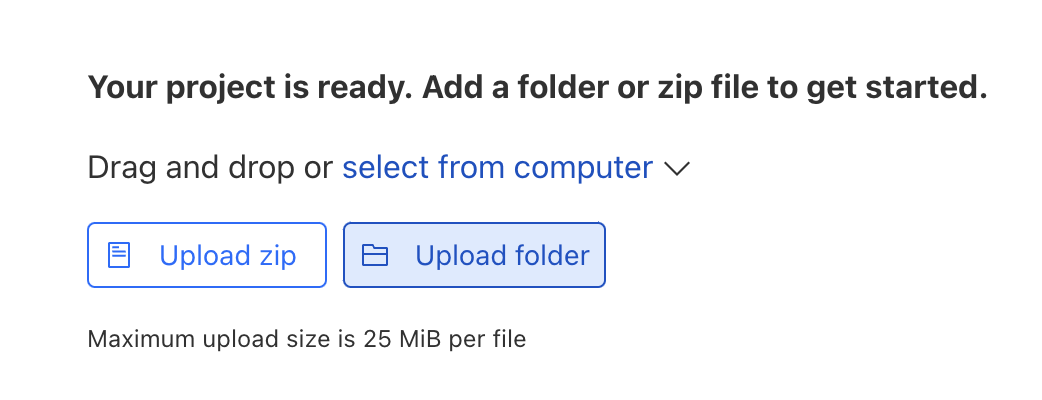 Your project is ready. Add a folder or zip file to get started.
Drag and drop or select from computer
Upload zip Upload folder
Maximum upload size is 25 MiB per file